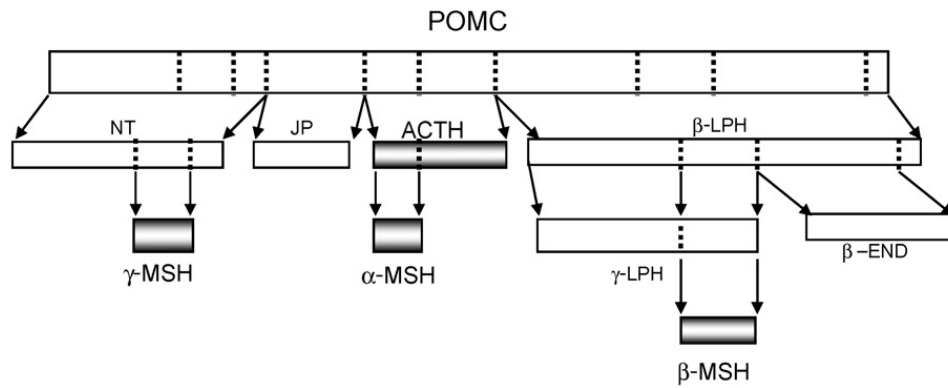 POMC
NT
JP
ACTH
β-LPH
γ-MSH
α-MSH
γ-LPH
β-END
β-MSH